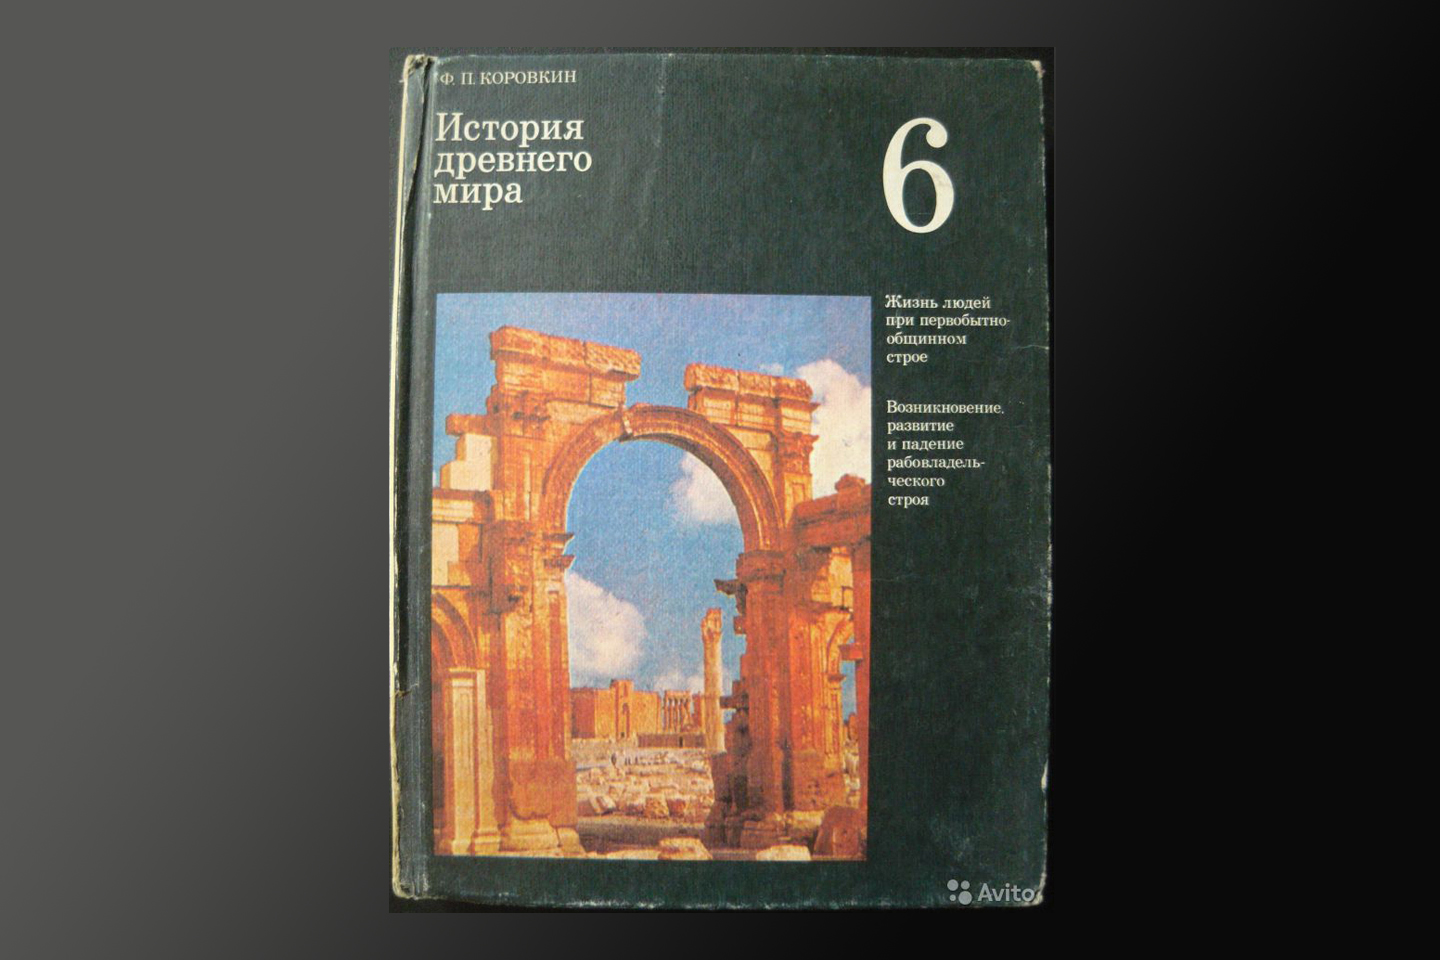 Ф. П. КОРОВКИН
История
древнего
мира
6
Жизнь людей
при первобытно-
общинном
строе
Возникновение,
развитие
и падение
рабовладель-
ческого
строя
Avito